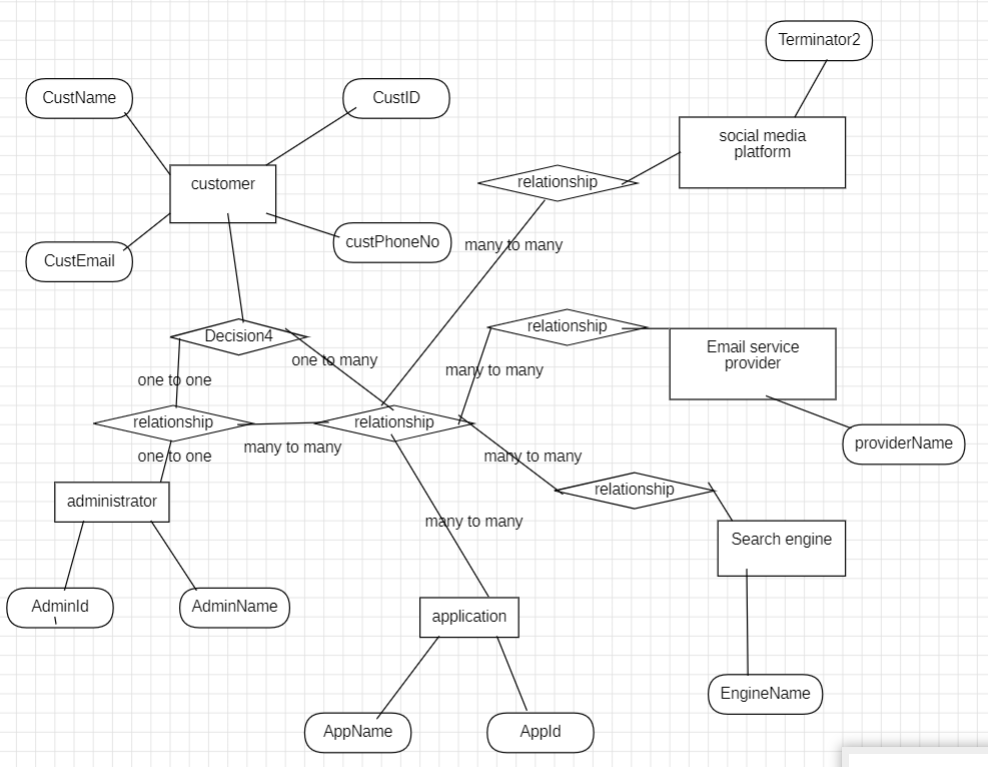 Terminator2
CustName
CustID
social media
platform
customer
relationship
custPhoneNo
many to many
CustEmail
relationship
Decision4
Email service
provider
one to many
many to many
one to one
relationship
relationship
providerName
many to many
one to one
many to many
relationship
administrator
many to many
Search engine
AdminId
AdminName
application
EngineName
AppName
AppId